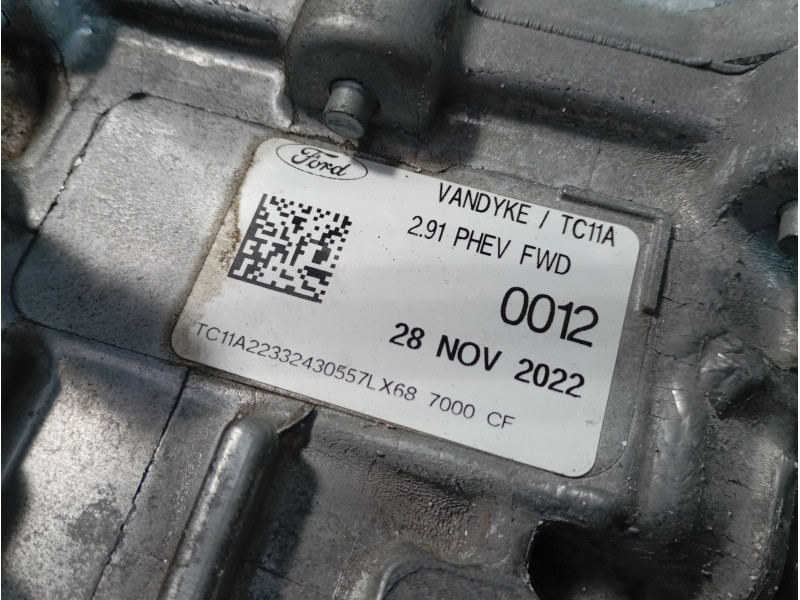 Ford
VANDYKE / TC11A
2.91 PHEV FWD
0012
28 NOV 2022
TC11A22332430557LX68 7000 CF